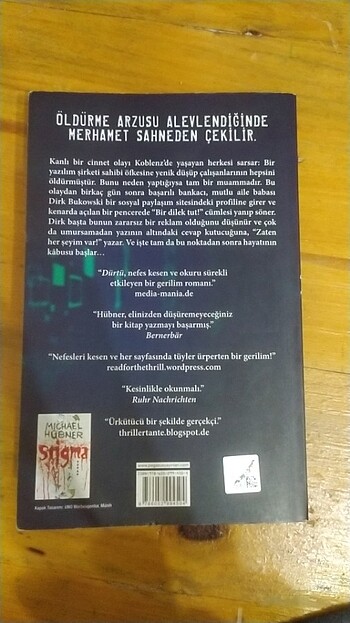 ÖLDÜRME ARZUSU ALEVLENDİĞİNDE
MERHAMET SAHNEDEN ÇEKİLİR.
Kanlı bir cinnet olayı Koblenz'de yaşayan herkesi sarsar: Bir
yazılım şirketi sahibi öfkesine yenik düşüp çalışanlarının hepsini
öldürmüştür. Bunu neden yaptığıysa tam bir muammadır. Bu
olaydan birkaç gün sonra başarılı bankacı, mutlu aile babası
Dirk Bukowski bir sosyal paylaşım sitesindeki profiline girer ve
kenarda açılan bir pencerede "Bir dilek tut!" cümlesi yanıp söner.
Dirk başta bunun zararsız bir reklam olduğunu düşünür ve çok
da umursamadan yazının altındaki cevap kutucuğuna, "Zaten
her şeyim var!" yazar. Ve işte tam da bu noktadan sonra hayatının
kâbusu başlar…
"Dürtü, nefes kesen ve okuru sürekli
etkileyen bir gerilim romanı."
media-mania.de
"Hübner, elinizden düşüremeyeceğiniz
bir kitap yazmayı başarmış."
Bernerbär
"Nefesleri kesen ve her sayfasında tüyler ürperten bir gerilim!"
readforthethrill.wordpress.com
"Kesinlikle okunmalı."
Ruhr Nachrichten
"Ürkütücü bir şekilde gerçekçi."
thrillertante.blogspot.de
MICHAEL
HÜBNER
stigma